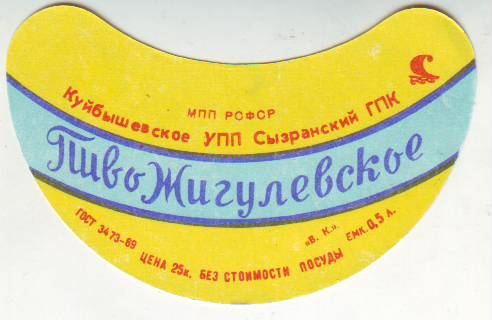 МПП РСФСР
Куйбышевское УПП Сызранский ГПК
Пиво Жигулевское
ГОСТ 3473-69
ЦЕНА 25к. БЕЗ СТОИМОСТИ ПОСУДЫ
„В. К." ЕМК. 0,5 л.